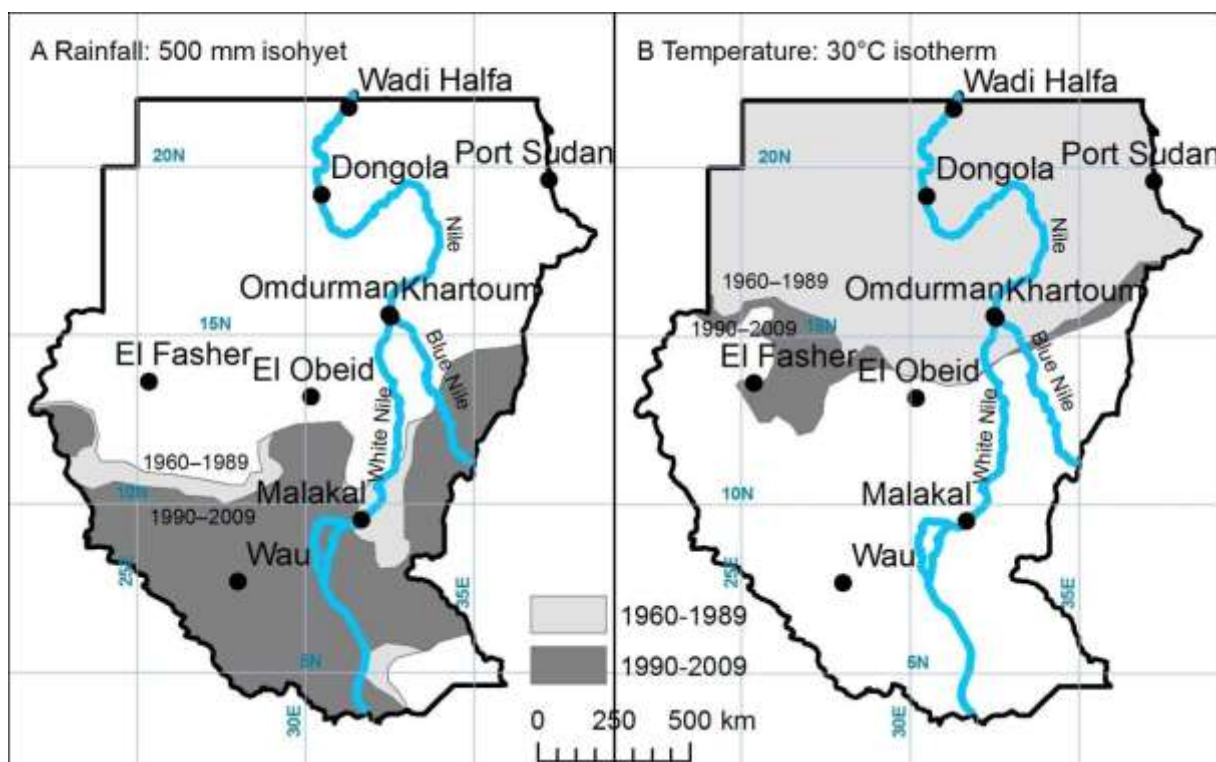 A Rainfall: 500 mm isohyet
Wadi Halfa
20N
Port Sudan
Dongola
Nile
Omdurman Khartoum
15N
El Fasher
El Obeid
Blue Nile
White Nile
1960–1989
10N
Malakal
1990–2009
Wau
25E
35E
1960-1989
5N
1990-2009
30E
0 250 500 km
B Temperature: 30°C isotherm
Wadi Halfa
20N
Port Sudan
Dongola
Nile
1960–1989
Omdurman Khartoum
1990–2009
15N
El Fasher
El Obeid
Blue Nile
White Nile
10N
Malakal
Wau
25E
35E
5N
30E